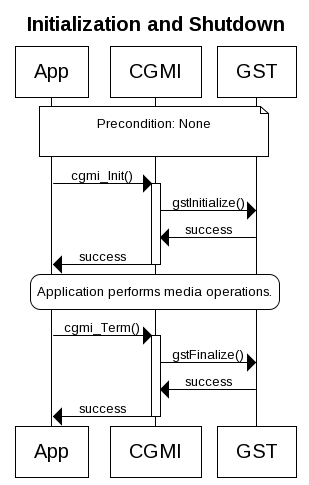 Initialization and Shutdown
App
CGMI
GST
Precondition: None
cgmi_Init()
gstInitialize()
success
success
Application performs media operations.
cgmi_Term()
gstFinalize()
success
success
App
CGMI
GST